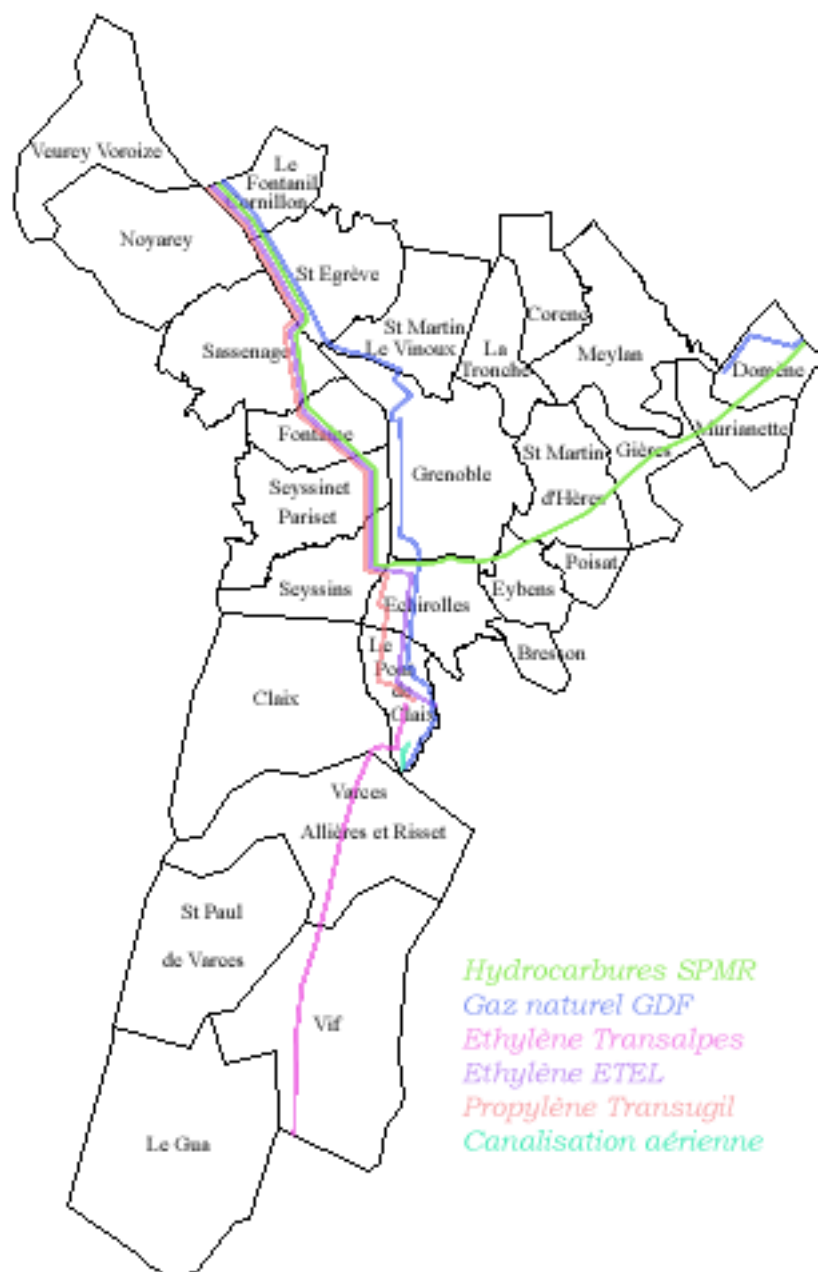 Veurey Voroize
Le
Fontanil
Cornillon
Noyarey
St Egrève
St Martin
Le Vinoux
Corenc
La
Tronche
Meylan
Sassenage
Domène
Fontaine
Murianette
Gières
St Martin
d'Hères
Grenoble
Seyssinet
Pariset
Poisat
Seyssins
Echirolles
Eybens
Bresson
Le
Pont
de
Claix
Claix
Varces
Allières et Risset
St Paul
de Varces
Vif
Le Gua
Hydrocarbures SPMR
Gaz naturel GDF
Ethylène Transalpes
Ethylène ETEL
Propylène Transugil
Canalisation aérienne